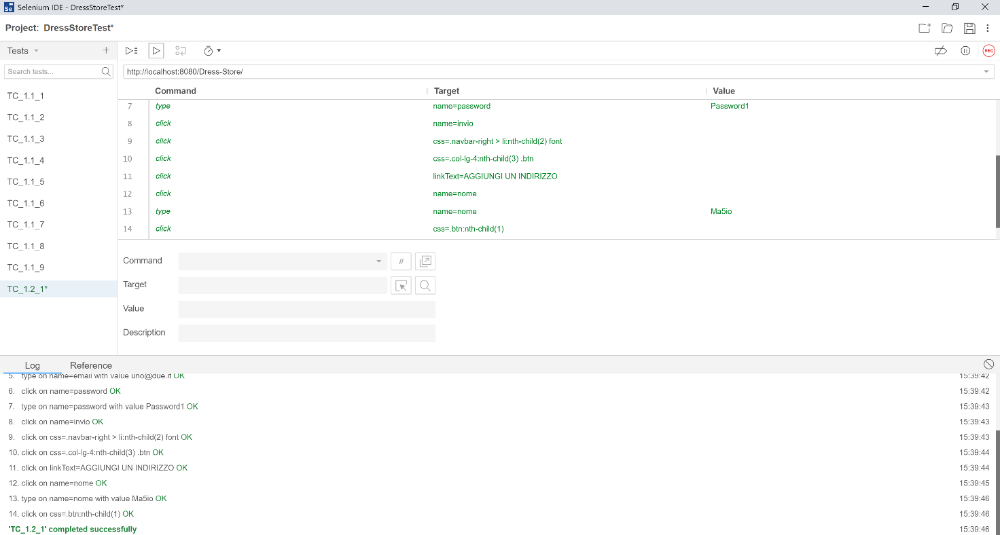 Selenium IDE - DressStoreTest*
Project: DressStoreTest*
Tests
http://localhost:8080/Dress-Store/
Search tests...
TC_1.1_1
TC_1.1_2
TC_1.1_3
TC_1.1_4
TC_1.1_5
TC_1.1_6
TC_1.1_7
TC_1.1_8
TC_1.1_9
TC_1.2_1*
REC
Command Target Value
7 type name=password Password1
8 click name=invio
9 click css=.navbar-right > li:nth-child(2) font
10 click css=.col-lg-4:nth-child(3) .btn
11 click linkText=AGGIUNGI UN INDIRIZZO
12 click name=nome
13 type name=nome Ma5io
14 click css=.btn:nth-child(1)
Command //
Target
Value
Description
Log Reference
5. type on name=email with value uno@due.it OK 15:39:42
6. click on name=password OK 15:39:42
7. type on name=password with value Password1 OK 15:39:43
8. click on name=invio OK 15:39:43
9. click on css=.navbar-right > li:nth-child(2) font OK 15:39:43
10. click on css=.col-lg-4:nth-child(3) .btn OK 15:39:44
11. click on linkText=AGGIUNGI UN INDIRIZZO OK 15:39:44
12. click on name=nome OK 15:39:45
13. type on name=nome with value Ma5io OK 15:39:46
14. click on css=.btn:nth-child(1) OK 15:39:46
'TC_1.2_1' completed successfully 15:39:46